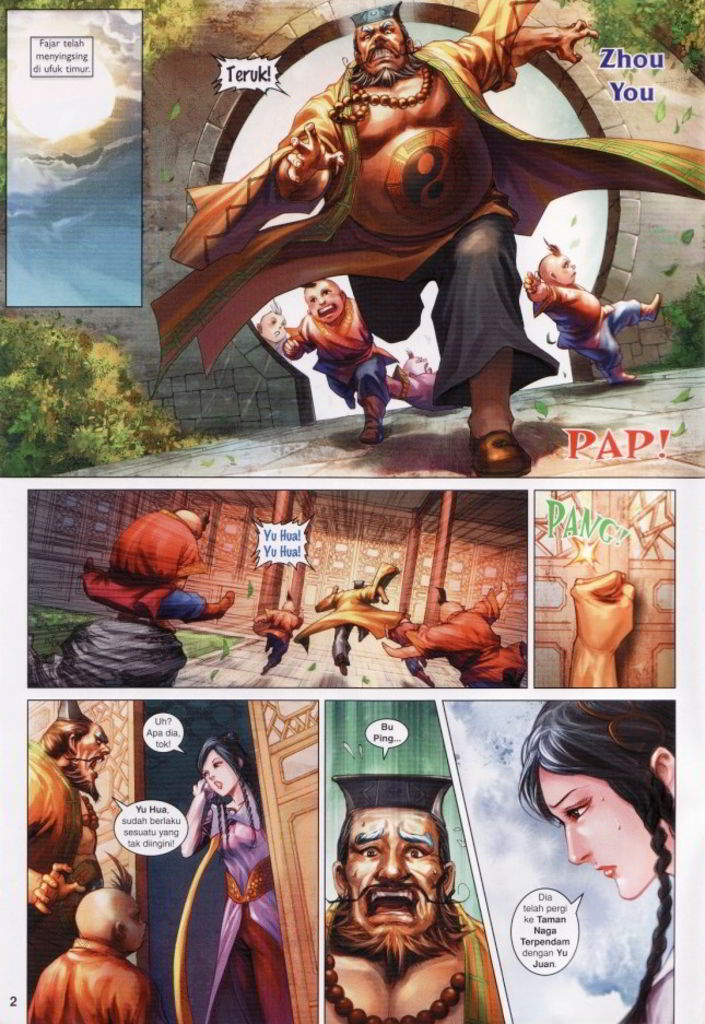 Fajar telah
menyingsing
di ufuk timur.
Teruk!
Zhou
You
PAP!
Yu Hua!
Yu Hua!
PANG!
Uh?
Apa dia,
tok!
Yu Hua,
sudah berlaku
sesuatu yang
tak diingini!
Bu
Ping...
Dia
telah pergi
ke Taman
Naga
Terpendam
dengan Yu
Juan.
2